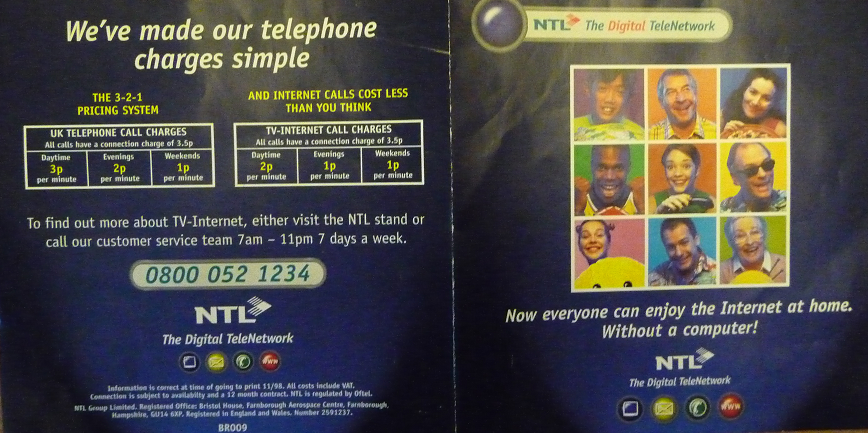 We've made our telephone
charges simple
THE 3-2-1
PRICING SYSTEM
UK TELEPHONE CALL CHARGES
All calls have a connection charge of 3.5p
Daytime
3p
per minute
Evenings
2p
per minute
Weekends
1p
per minute
AND INTERNET CALLS COST LESS
THAN YOU THINK
TV-INTERNET CALL CHARGES
All calls have a connection charge of 3.5p
Daytime
2p
per minute
Evenings
1p
per minute
Weekends
1p
per minute
To find out more about TV-Internet, either visit the NTL stand or
call our customer service team 7am – 11pm 7 days a week.
0800 052 1234
NTL
The Digital TeleNetwork
www
Information is correct at time of going to print 11/98. All costs include VAT.
Connection is subject to availabilty and a 12 month contract. NTL is regulated by Oftel.
NTL Group Limited. Registered Office: Bristol House, Farnborough Aerospace Centre, Farnborough,
Hampshire, GU14 6XP. Registered in England and Wales. Number 2591237.
BR009
NTL The Digital TeleNetwork
Now everyone can enjoy the Internet at home.
Without a computer!
NTL
The Digital TeleNetwork
www